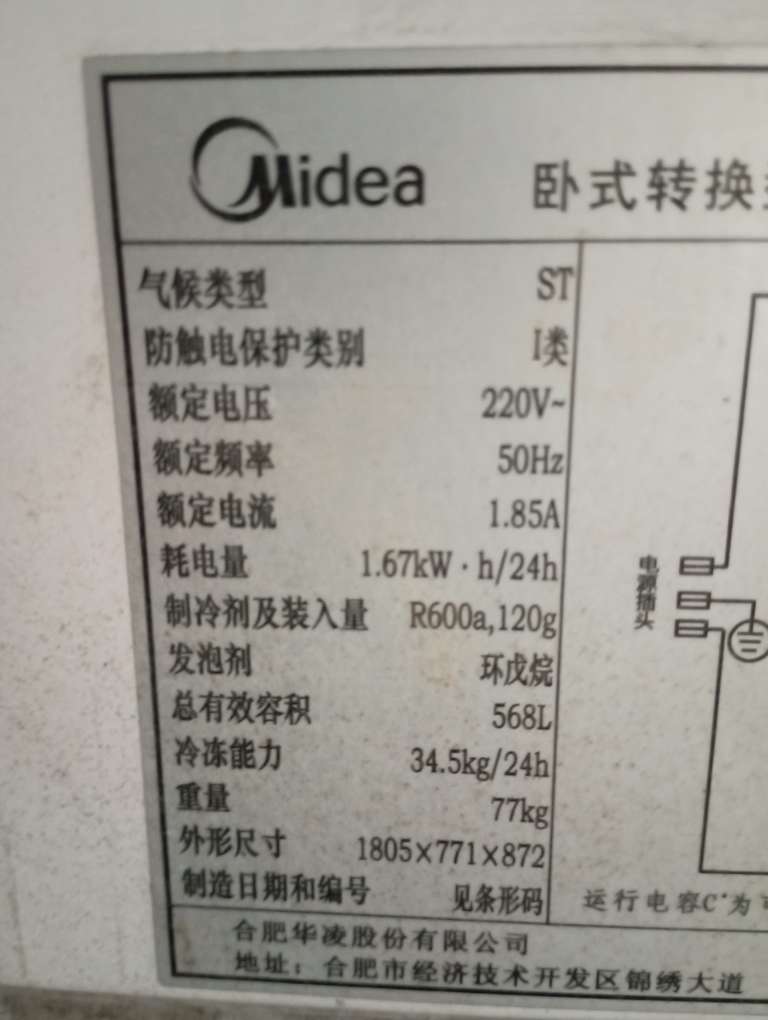 Midea 卧式转换
气候类型 ST
防触电保护类别 I类
额定电压 220V~
额定频率 50Hz
额定电流 1.85A
耗电量 1.67kW·h/24h
制冷剂及装入量 R600a,120g
发泡剂 环戊烷
总有效容积 568L
冷冻能力 34.5kg/24h
重量 77kg
外形尺寸 1805×771×872
制造日期和编号 见条形码
电源插头
运行电容C*为
合肥华凌股份有限公司
地址：合肥市经济技术开发区锦绣大道